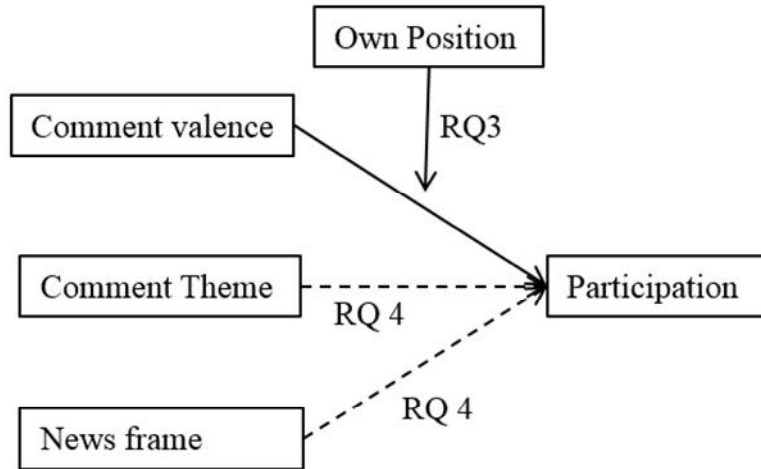 Own Position
Comment valence
RQ3
Comment Theme
Participation
RQ 4
RQ 4
News frame